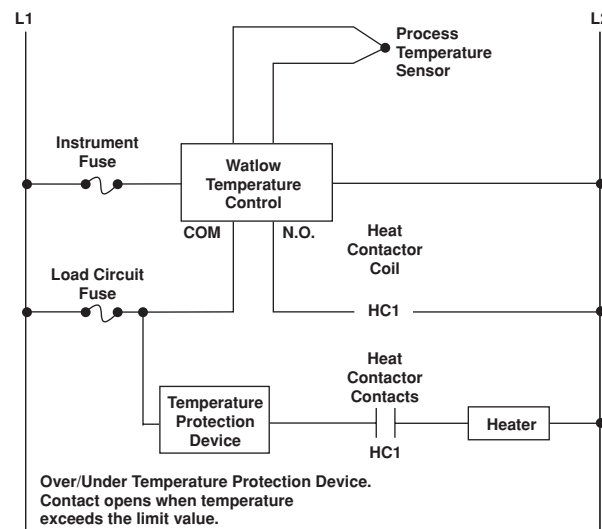 L1
L2
Process
Temperature
Sensor
Instrument
Fuse
Watlow
Temperature
Control
COM
N.O.
Heat
Contactor
Coil
Load Circuit
Fuse
HC1
Heat
Contactor
Contacts
Temperature
Protection
Device
HC1
Heater
Over/Under Temperature Protection Device.
Contact opens when temperature
exceeds the limit value.